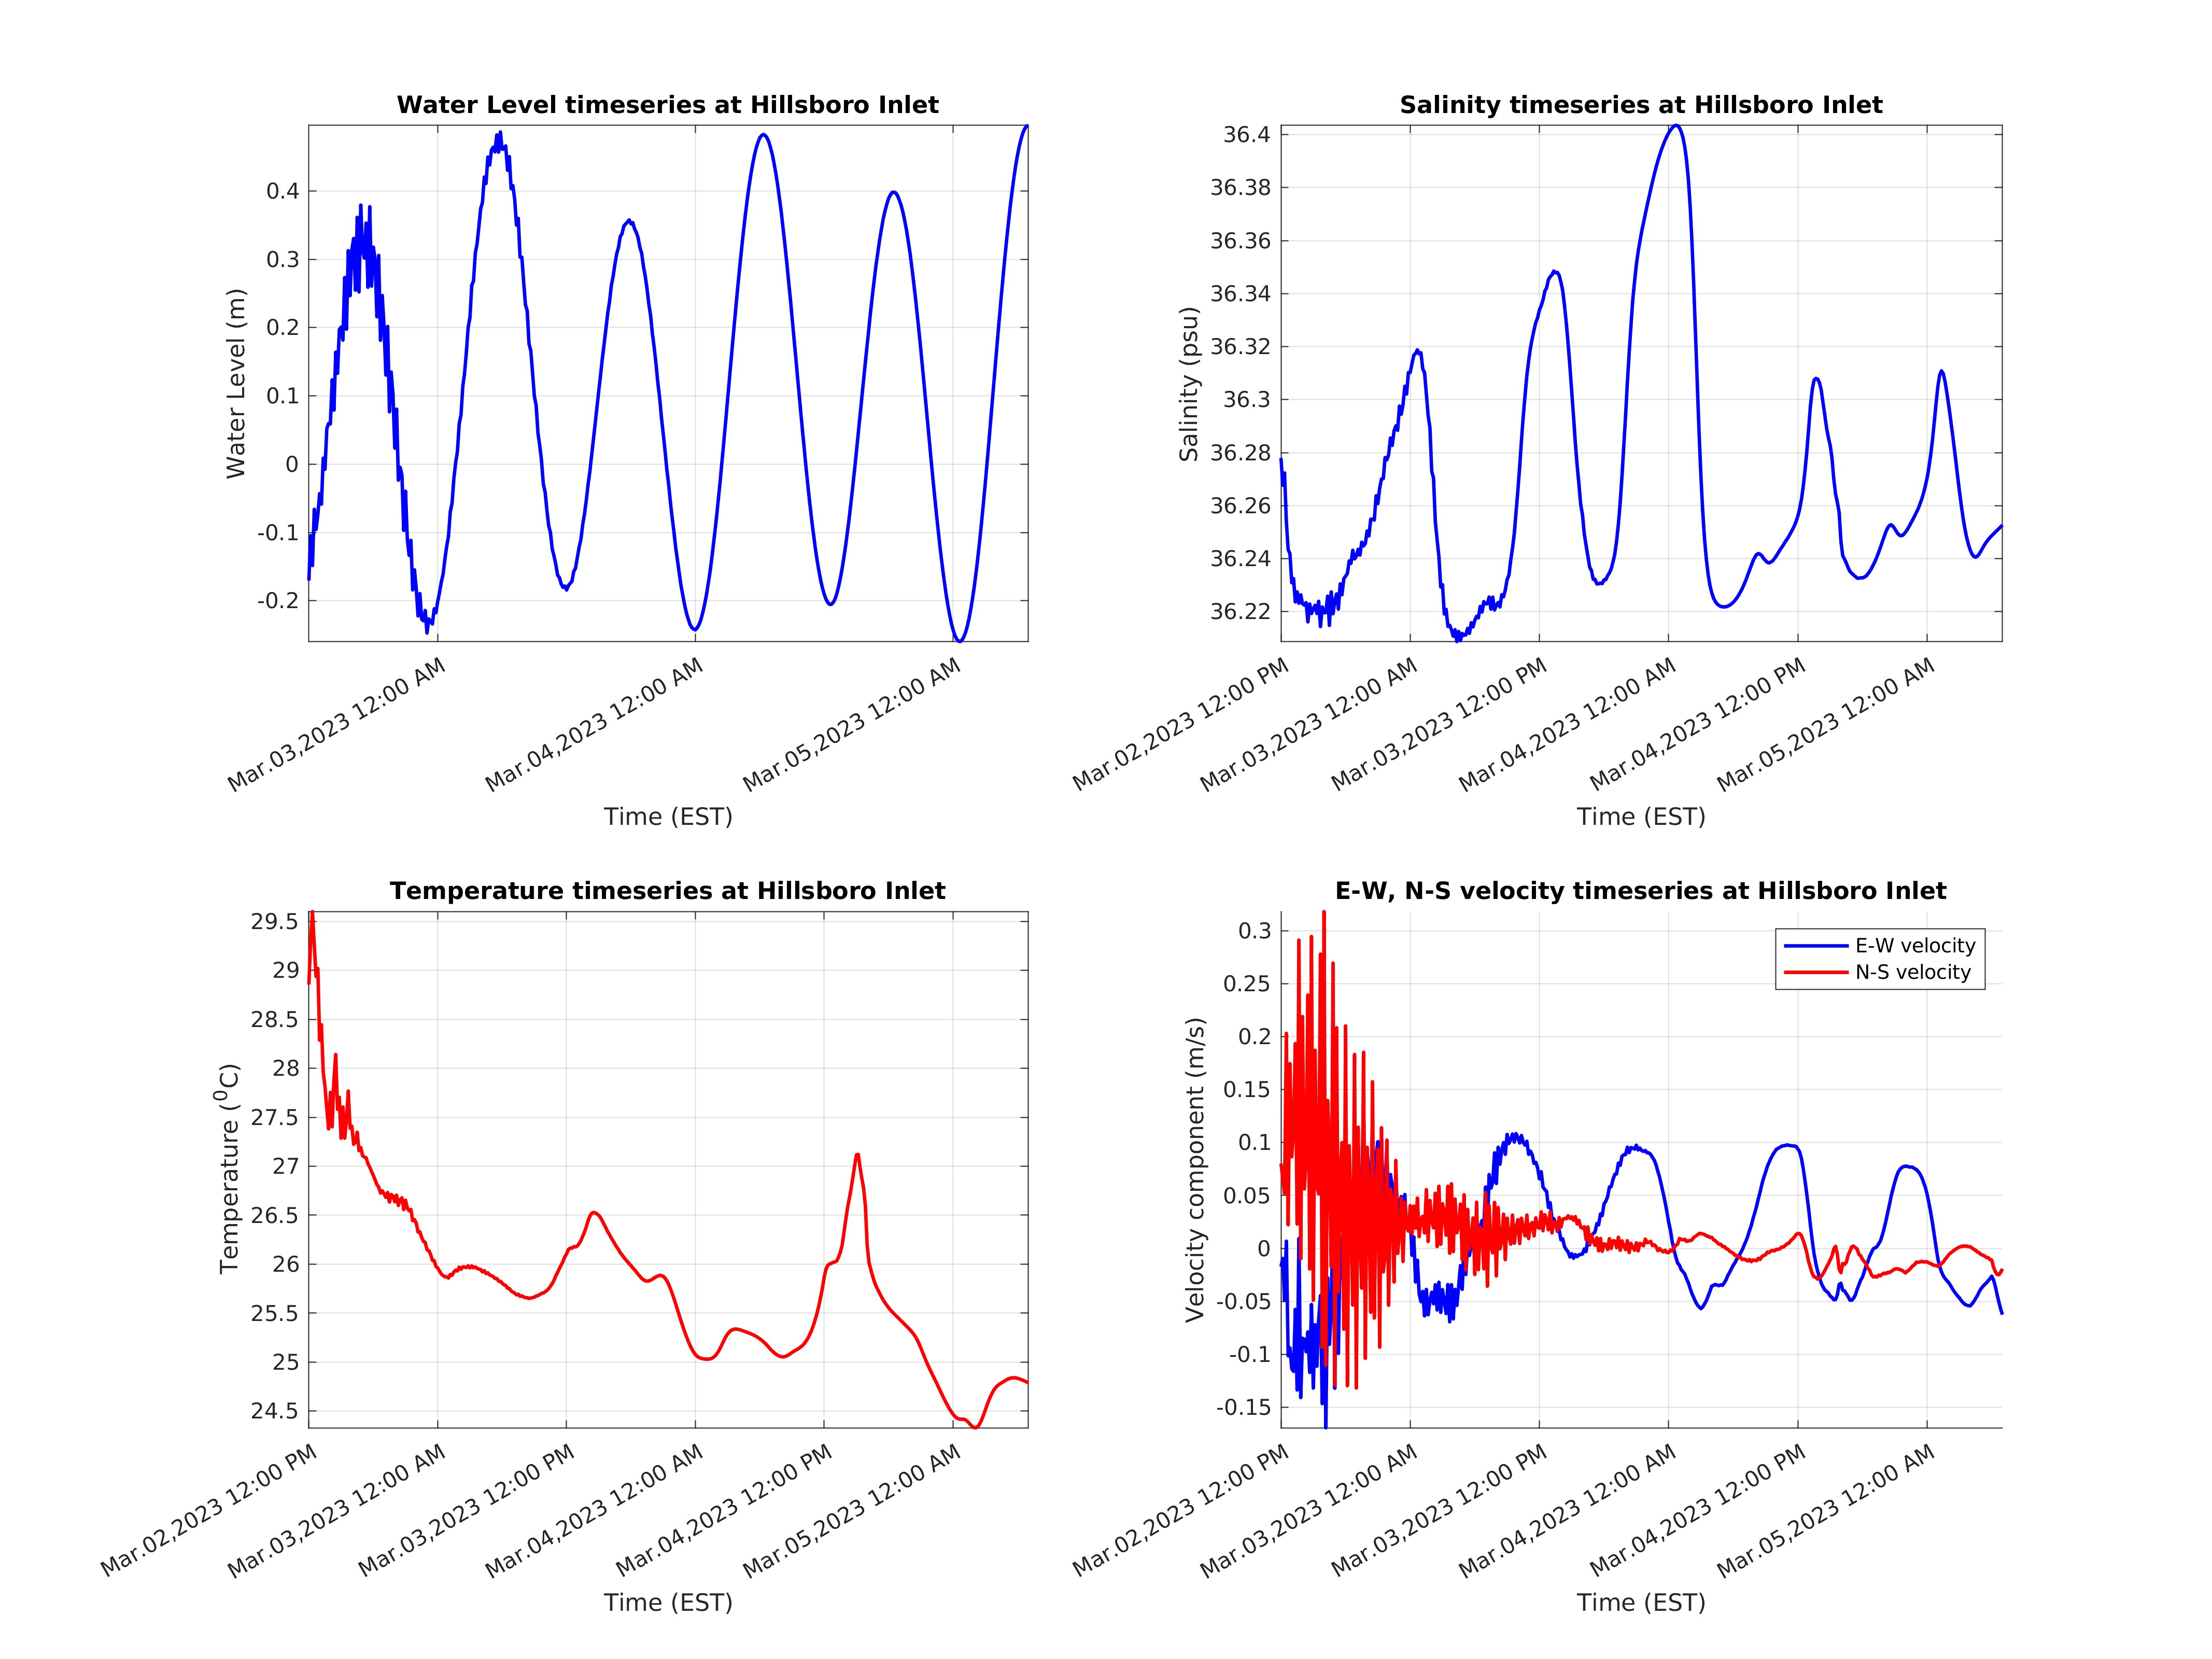 Water Level timeseries at Hillsboro Inlet
Water Level (m)
0.4
0.3
0.2
0.1
0
-0.1
-0.2
Mar.03,2023 12:00 AM
Mar.04,2023 12:00 AM
Mar.05,2023 12:00 AM
Time (EST)
Salinity timeseries at Hillsboro Inlet
Salinity (psu)
36.4
36.38
36.36
36.34
36.32
36.3
36.28
36.26
36.24
36.22
Mar.02,2023 12:00 PM
Mar.03,2023 12:00 AM
Mar.03,2023 12:00 PM
Mar.04,2023 12:00 AM
Mar.04,2023 12:00 PM
Mar.05,2023 12:00 AM
Time (EST)
Temperature timeseries at Hillsboro Inlet
Temperature (⁰C)
29.5
29
28.5
28
27.5
27
26.5
26
25.5
25
24.5
Mar.02,2023 12:00 PM
Mar.03,2023 12:00 AM
Mar.03,2023 12:00 PM
Mar.04,2023 12:00 AM
Mar.04,2023 12:00 PM
Mar.05,2023 12:00 AM
Time (EST)
E-W, N-S velocity timeseries at Hillsboro Inlet
Velocity component (m/s)
0.3
0.25
0.2
0.15
0.1
0.05
0
-0.05
-0.1
-0.15
E-W velocity
N-S velocity
Mar.02,2023 12:00 PM
Mar.03,2023 12:00 AM
Mar.03,2023 12:00 PM
Mar.04,2023 12:00 AM
Mar.04,2023 12:00 PM
Mar.05,2023 12:00 AM
Time (EST)